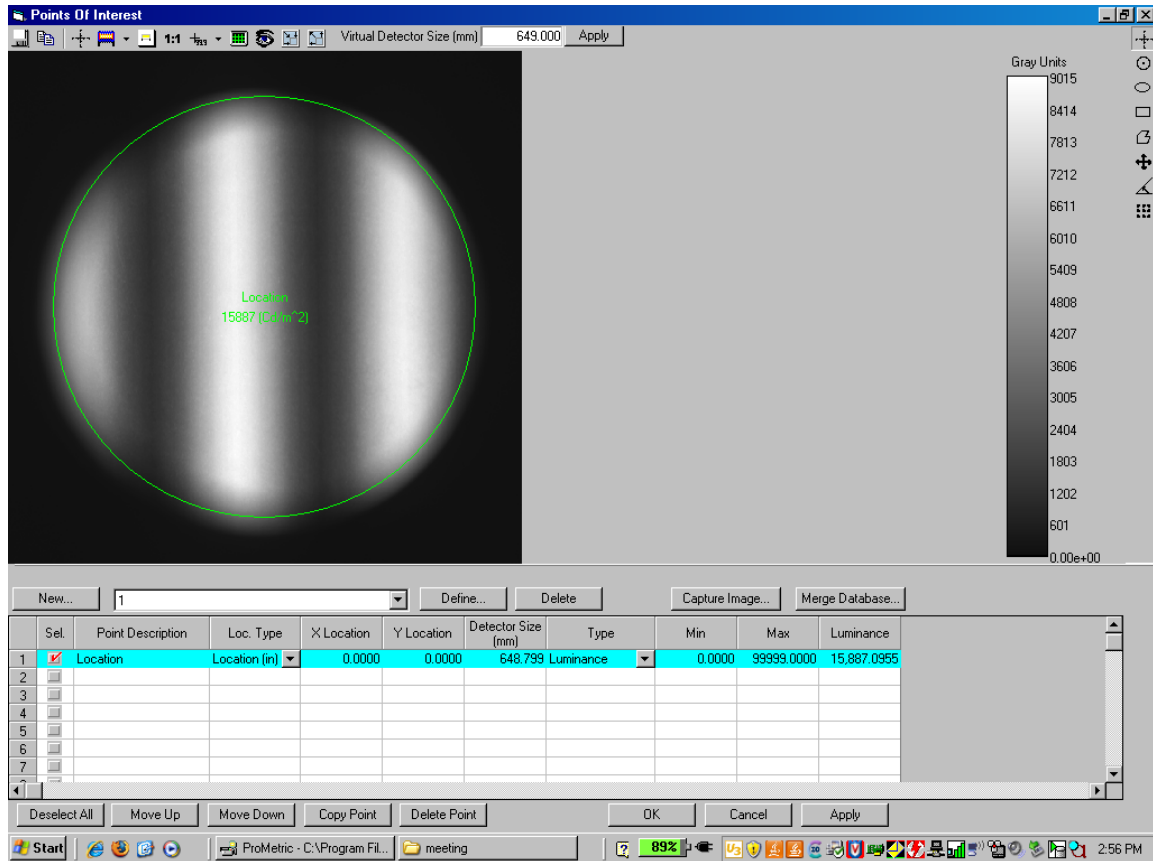 Points Of Interest
1:1 Virtual Detector Size (mm) 649.000 Apply
Gray Units
9015
8414
7813
7212
6611
6010
5409
4808
4207
3606
3005
2404
1803
1202
601
0.00e+00
Location
15887 (Cd/m^2)
New... 1 Define... Delete Capture Image... Merge Database...
Sel. Point Description Loc. Type X Location Y Location Detector Size (mm) Type Min Max Luminance
1 Location Location (in) 0.0000 0.0000 648.799 Luminance 0.0000 99999.0000 15,887.0955
2
3
4
5
6
7
Deselect All Move Up Move Down Copy Point Delete Point OK Cancel Apply
Start ProMetric - C:\Program Fil... meeting 89% 2:56 PM